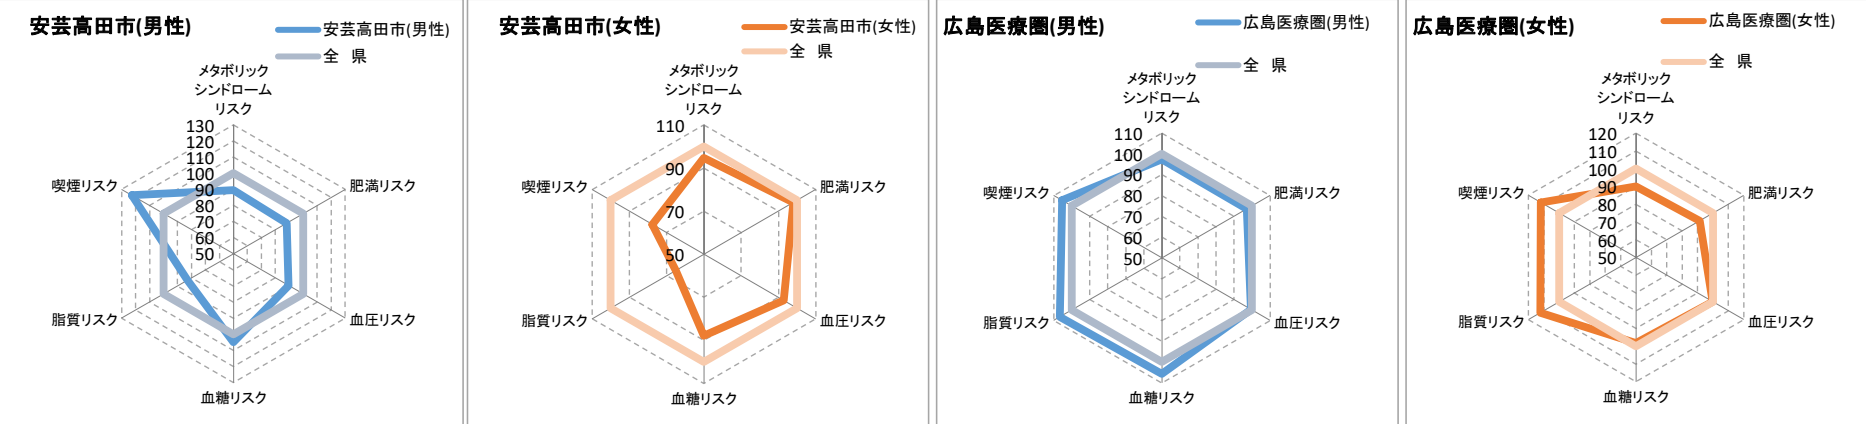 安芸高田市(男性)
安芸高田市(男性)
全 県
メタボリック
シンドローム
リスク
130
120
110
100
90
80
70
60
50
喫煙リスク
肥満リスク
脂質リスク
血圧リスク
血糖リスク
安芸高田市(女性)
安芸高田市(女性)
全 県
メタボリック
シンドローム
リスク
110
90
70
50
喫煙リスク
肥満リスク
脂質リスク
血圧リスク
血糖リスク
広島医療圏(男性)
広島医療圏(男性)
全 県
メタボリック
シンドローム
リスク
110
100
90
80
70
60
50
喫煙リスク
肥満リスク
脂質リスク
血圧リスク
血糖リスク
広島医療圏(女性)
広島医療圏(女性)
全 県
メタボリック
シンドローム
リスク
120
110
100
90
80
70
60
50
喫煙リスク
肥満リスク
脂質リスク
血圧リスク
血糖リスク